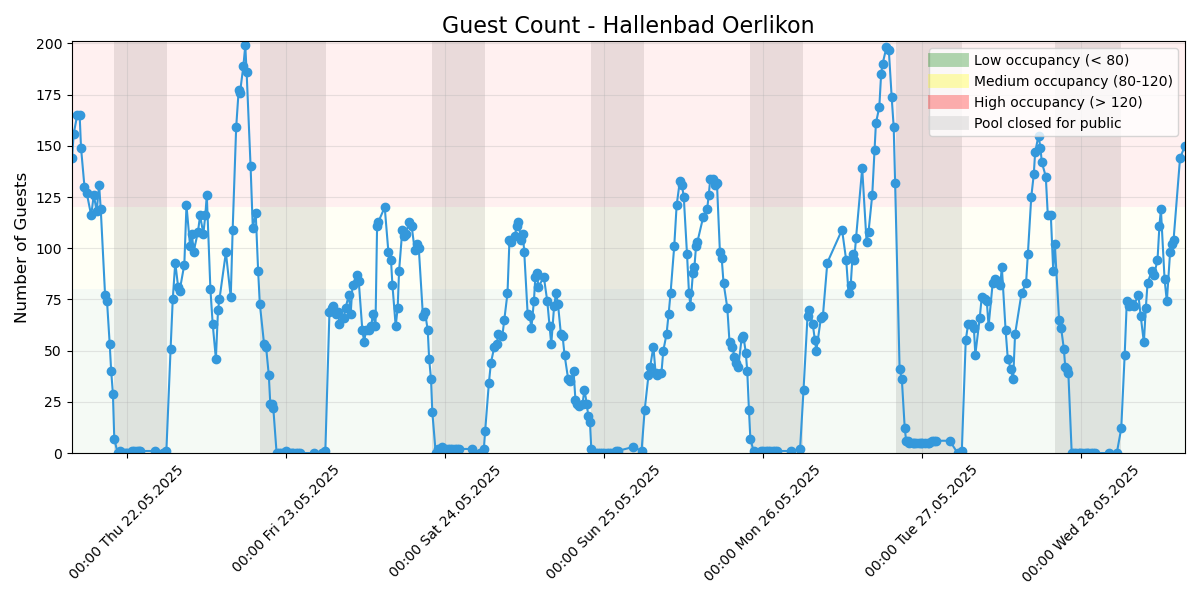 Guest Count - Hallenbad Oerlikon
Number of Guests
200
175
150
125
100
75
50
25
0
Low occupancy (< 80)
Medium occupancy (80-120)
High occupancy (> 120)
Pool closed for public
00:00 Thu 22.05.2025
00:00 Fri 23.05.2025
00:00 Sat 24.05.2025
00:00 Sun 25.05.2025
00:00 Mon 26.05.2025
00:00 Tue 27.05.2025
00:00 Wed 28.05.2025